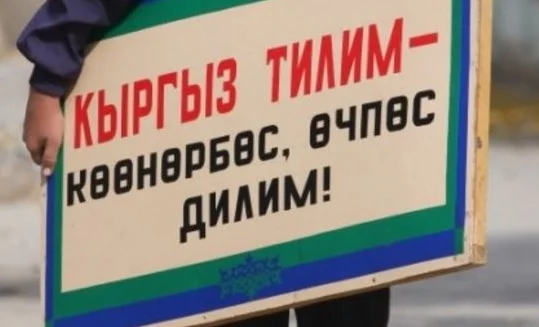 КЫРГЫЗ ТИЛИМ–
КӨӨНӨРБӨС, ӨЧПӨС
ДИЛИМ!